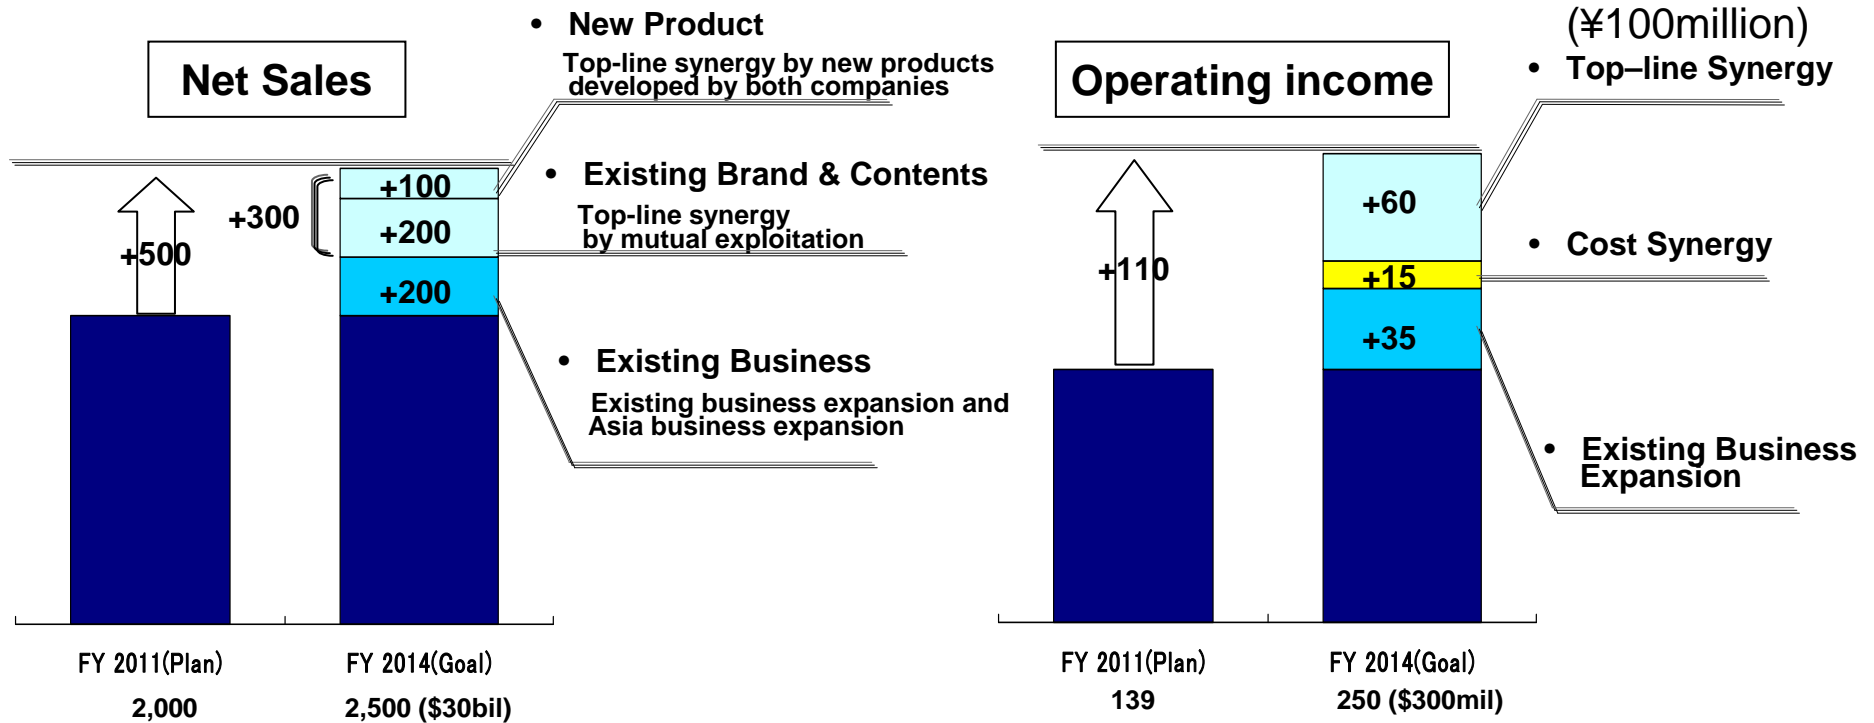 Net Sales
• New Product
Top-line synergy by new products
developed by both companies
+500
+300
+100
+200
+200
• Existing Brand & Contents
Top-line synergy
by mutual exploitation
• Existing Business
Existing business expansion and
Asia business expansion
FY 2011(Plan)
FY 2014(Goal)
2,000
2,500 ($30bil)
(¥100million)
Operating income
• Top–line Synergy
+110
+60
+15
+35
• Cost Synergy
• Existing Business
Expansion
FY 2011(Plan)
FY 2014(Goal)
139
250 ($300mil)